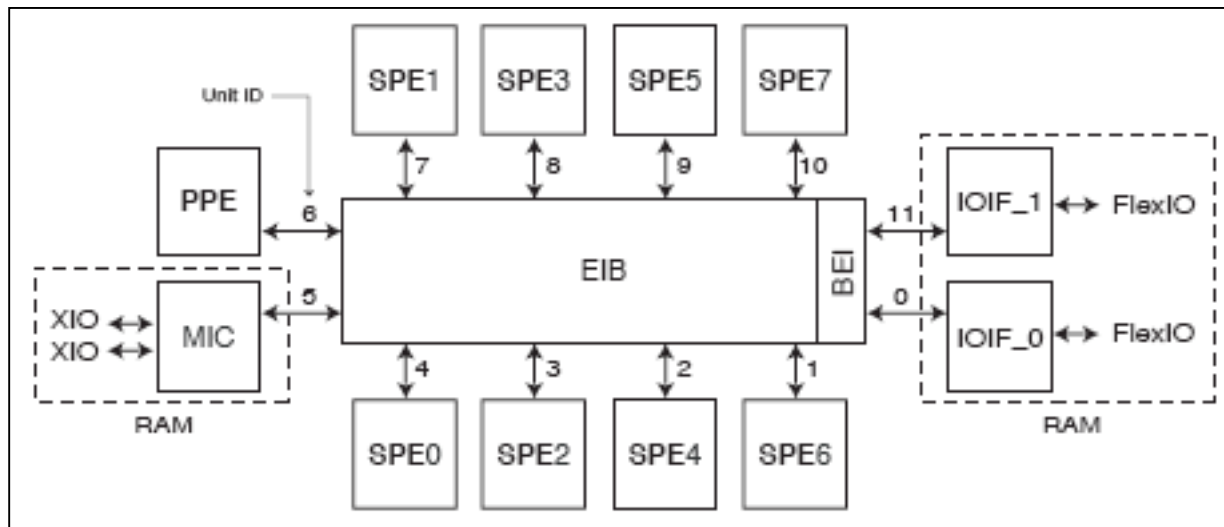 SPE1 SPE3 SPE5 SPE7
Unit ID
7 8 9 10
PPE 6 11 IOIF_1 FlexIO
EIB BEI
XIO MIC 5 0 IOIF_0 FlexIO
XIO
4 3 2 1
RAM RAM
SPE0 SPE2 SPE4 SPE6